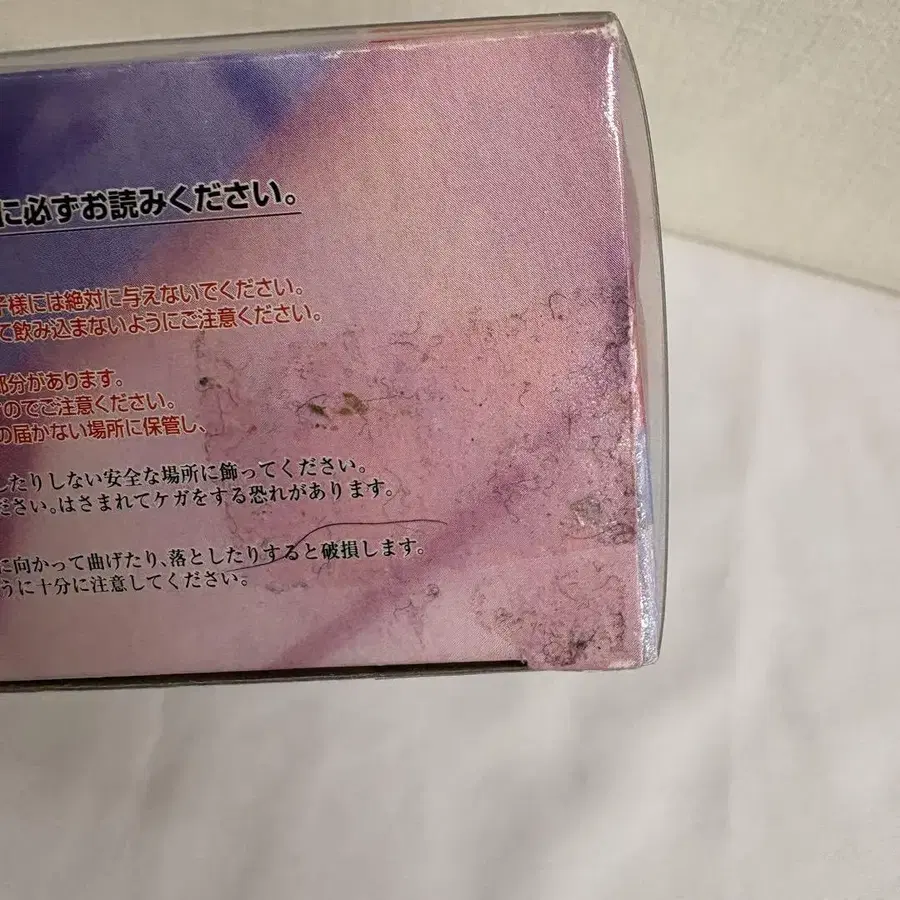 に必ずお読みください。
子様には絶対に与えないでください。
て飲み込まないようにご注意ください。
部分があります。
すのでご注意ください。
の届かない場所に保管し、
したりしない安全な場所に飾ってください。
ださい。はさまれてケガをする恐れがあります。
に向かって曲げたり、落としたりすると破損します。
うに十分に注意してください。